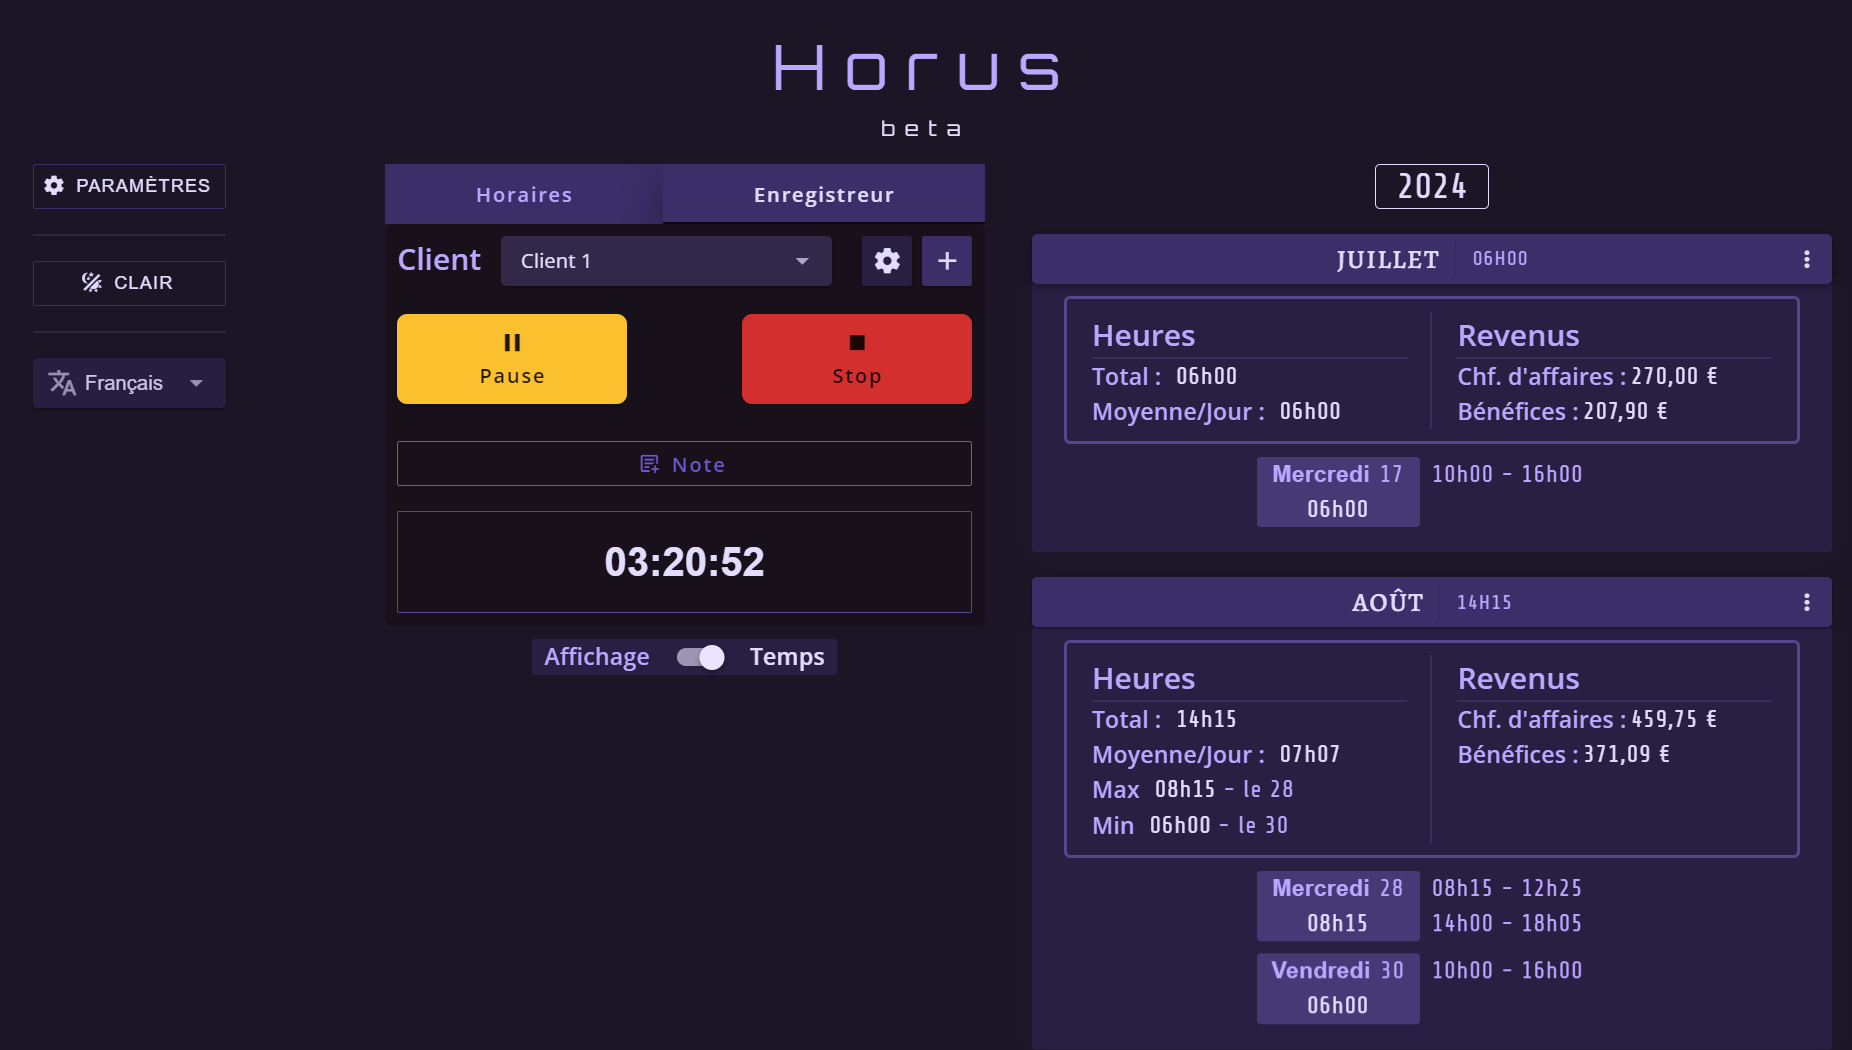 Horus
beta
PARAMÈTRES
CLAIR
Français
Horaires
Enregistreur
Client
Client 1
Pause
Stop
Note
03:20:52
Affichage
Temps
2024
JUILLET
06H00
Heures
Total : 06h00
Moyenne/Jour : 06h00
Revenus
Chf. d'affaires : 270,00 €
Bénéfices : 207,90 €
Mercredi 17
06h00
10h00 - 16h00
AOÛT
14H15
Heures
Total : 14h15
Moyenne/Jour : 07h07
Max 08h15 - le 28
Min 06h00 - le 30
Revenus
Chf. d'affaires : 459,75 €
Bénéfices : 371,09 €
Mercredi 28
08h15
08h15 - 12h25
14h00 - 18h05
Vendredi 30
06h00
10h00 - 16h00